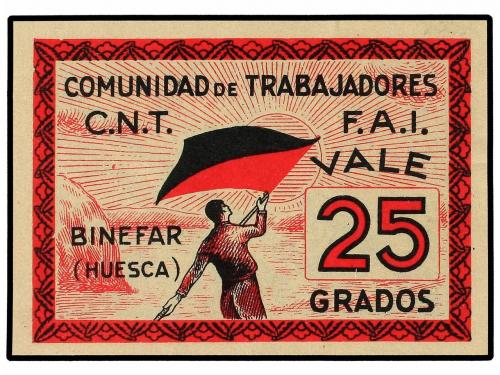 COMUNIDAD DE TRABAJADORES
C.N.T. F.A.I.
VALE
25
GRADOS
BINEFAR
(HUESCA)